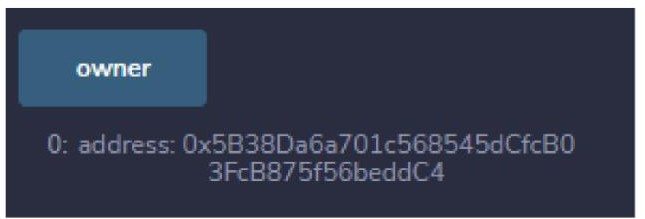 owner
0: address: 0x5B38Da6a701c568545dCfcB0
3FcB875f56beddC4